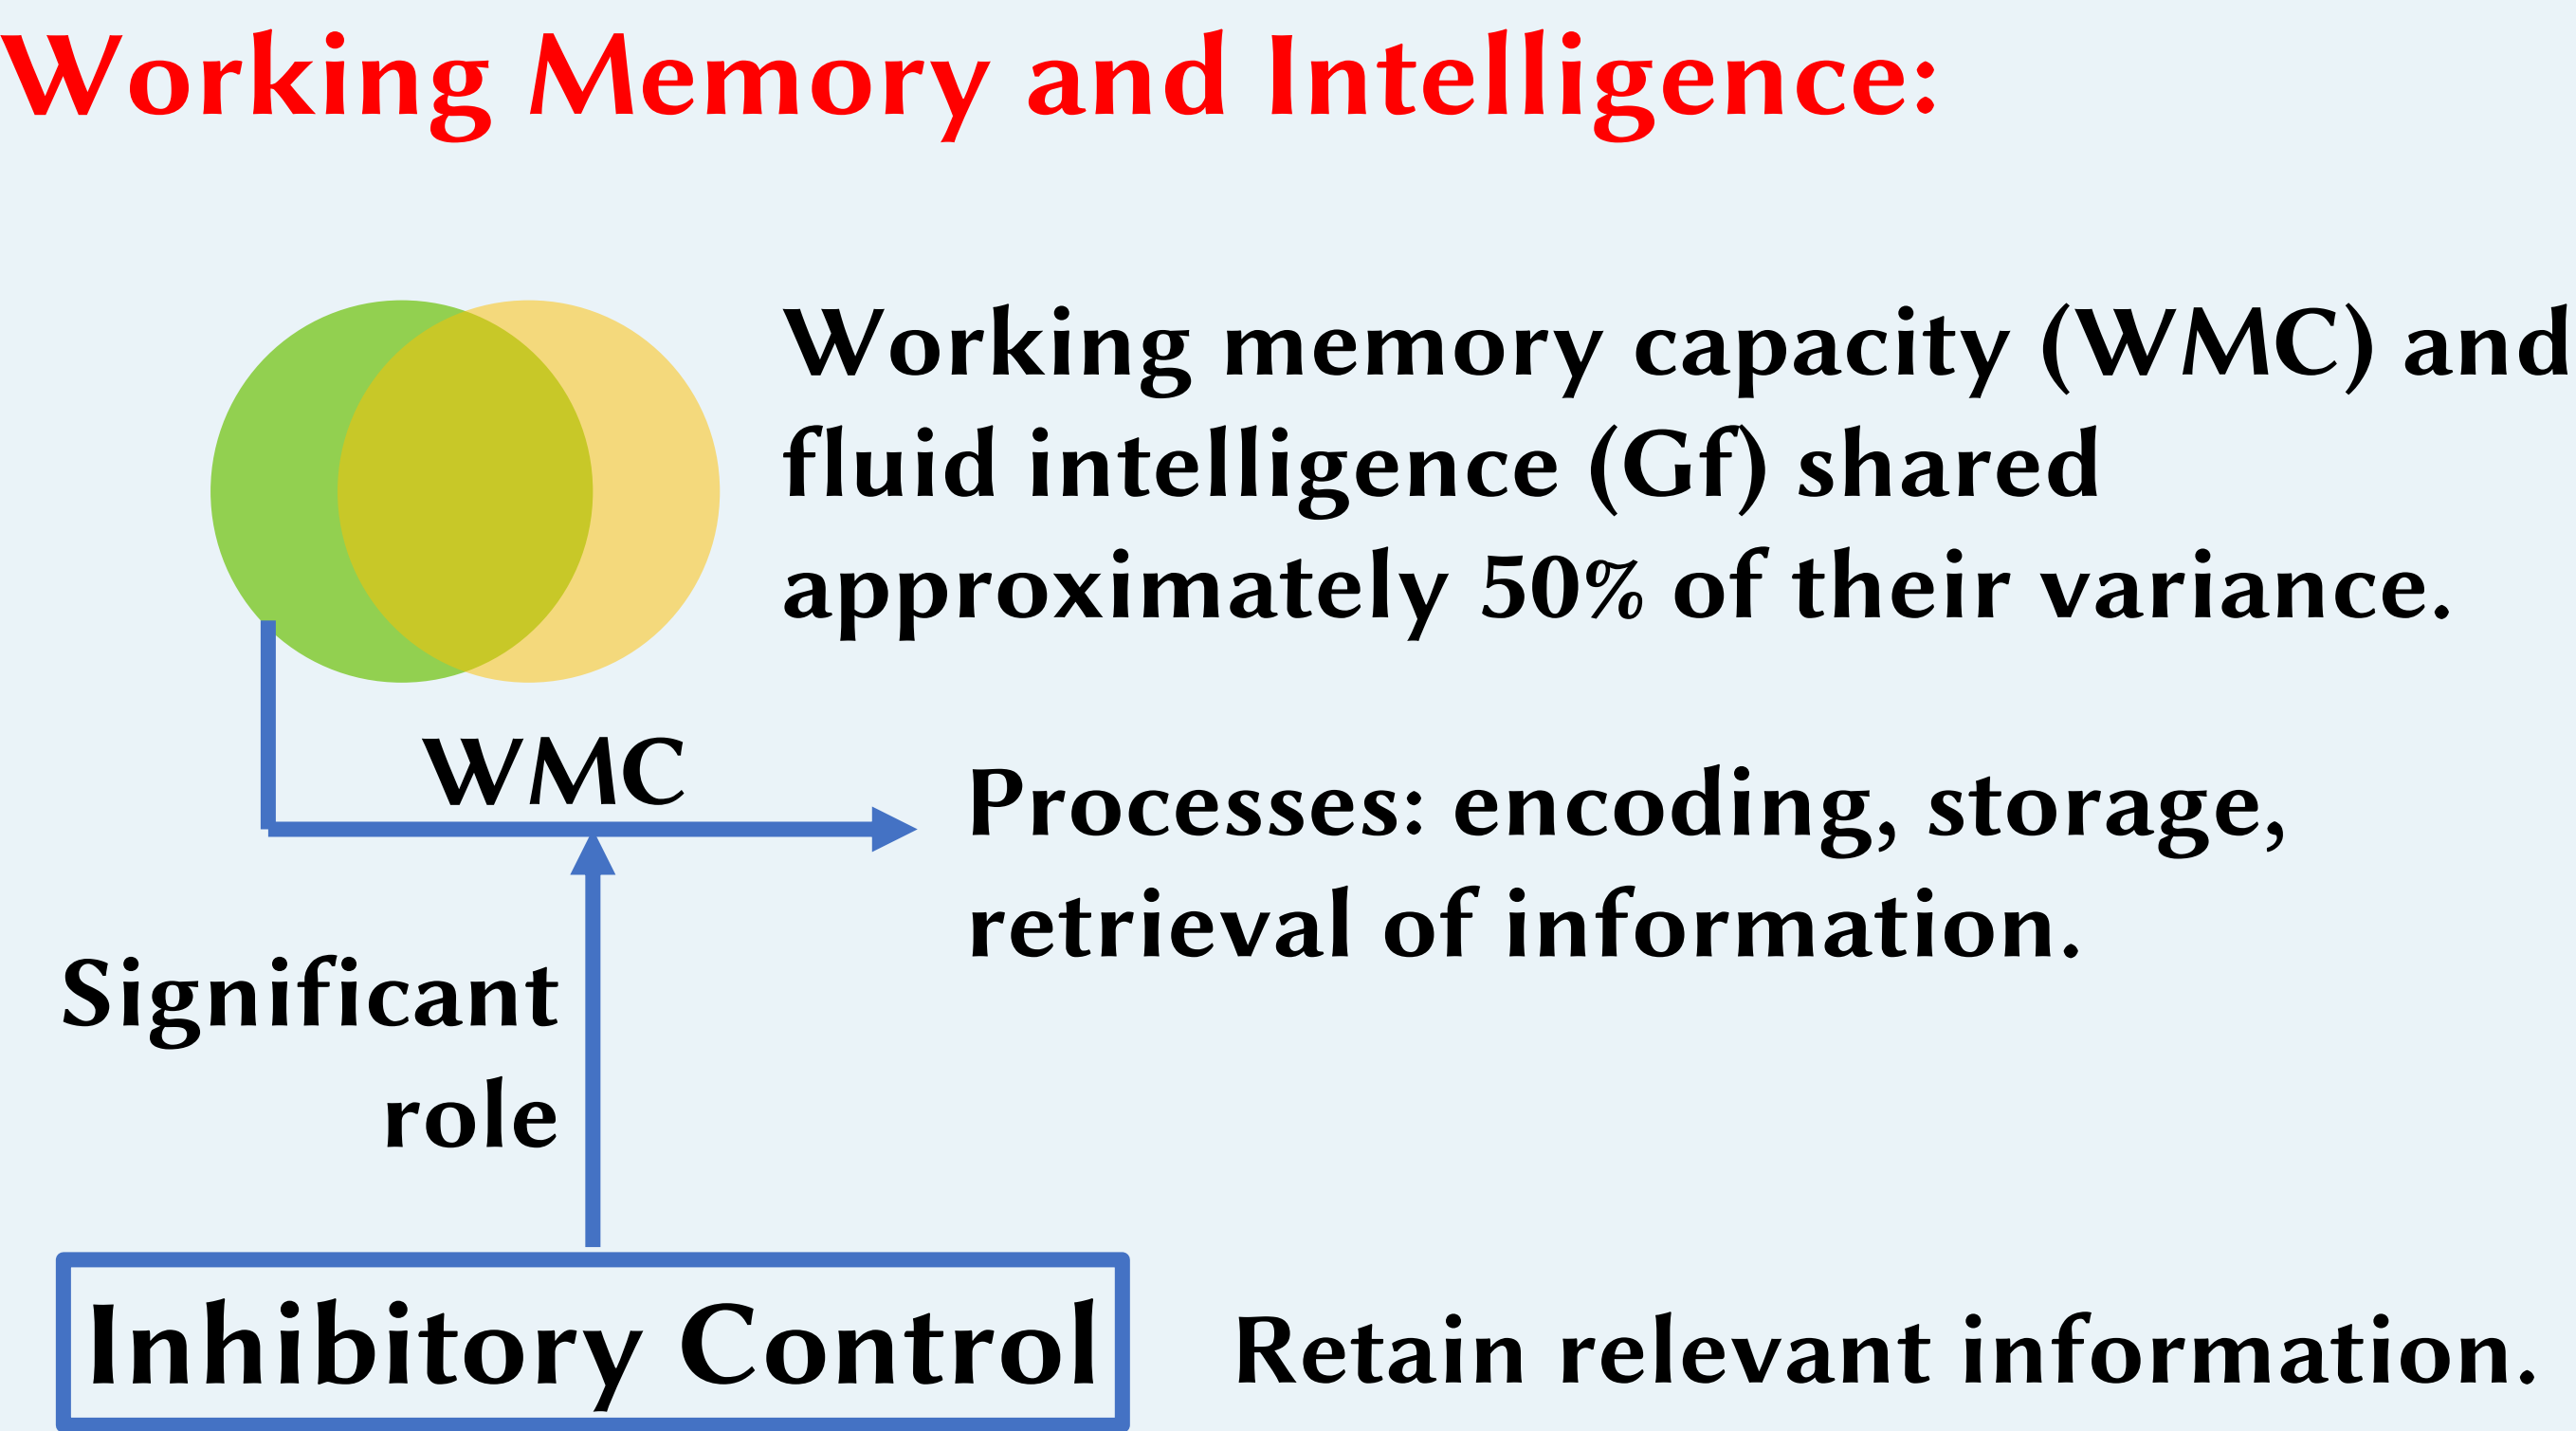 Working Memory and Intelligence:
Working memory capacity (WMC) and
fluid intelligence (Gf) shared
approximately 50% of their variance.
WMC
Processes: encoding, storage,
retrieval of information.
Significant
role
Inhibitory Control
Retain relevant information.